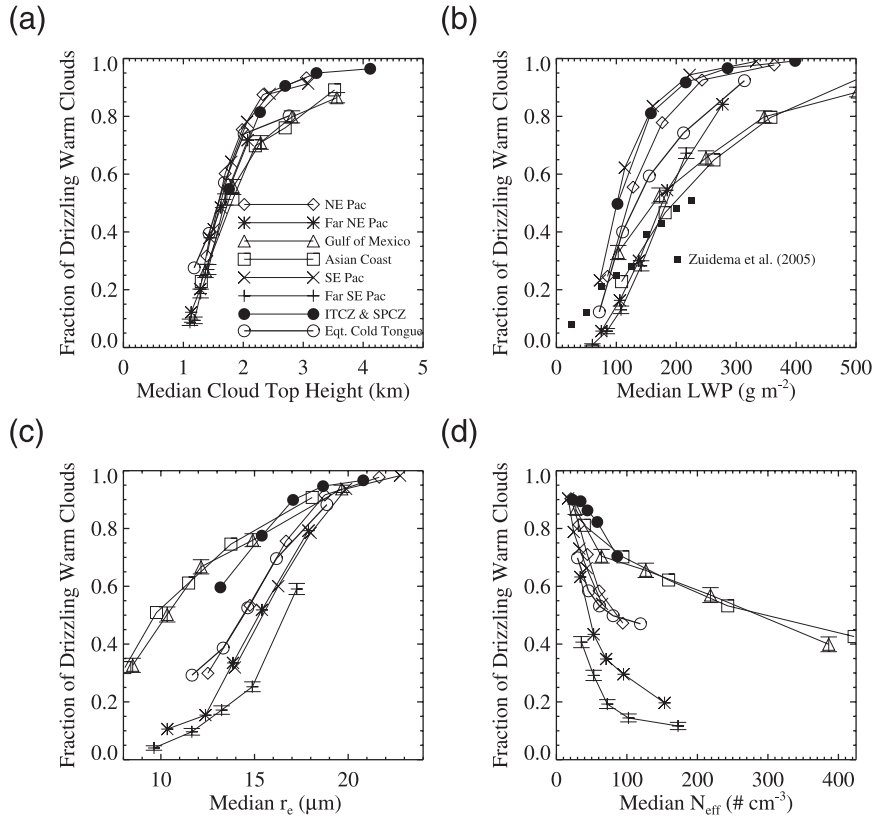 (a)
Fraction of Drizzling Warm Clouds
1.0
0.8
0.6
0.4
0.2
0.0
0 1 2 3 4 5
Median Cloud Top Height (km)
NE Pac
Far NE Pac
Gulf of Mexico
Asian Coast
SE Pac
Far SE Pac
ITCZ & SPCZ
Eqt. Cold Tongue
(b)
Fraction of Drizzling Warm Clouds
1.0
0.8
0.6
0.4
0.2
0.0
0 100 200 300 400 500
Median LWP (g m⁻²)
Zuidema et al. (2005)
(c)
Fraction of Drizzling Warm Clouds
1.0
0.8
0.6
0.4
0.2
0.0
10 15 20
Median rₑ (μm)
(d)
Fraction of Drizzling Warm Clouds
1.0
0.8
0.6
0.4
0.2
0.0
0 100 200 300 400
Median N_eff (# cm⁻³)